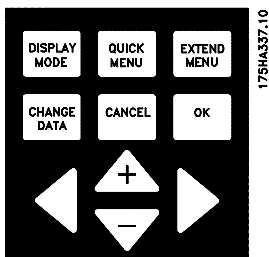 DISPLAY MODE
QUICK MENU
EXTEND MENU
CHANGE DATA
CANCEL
OK
+
−
175HA337.10